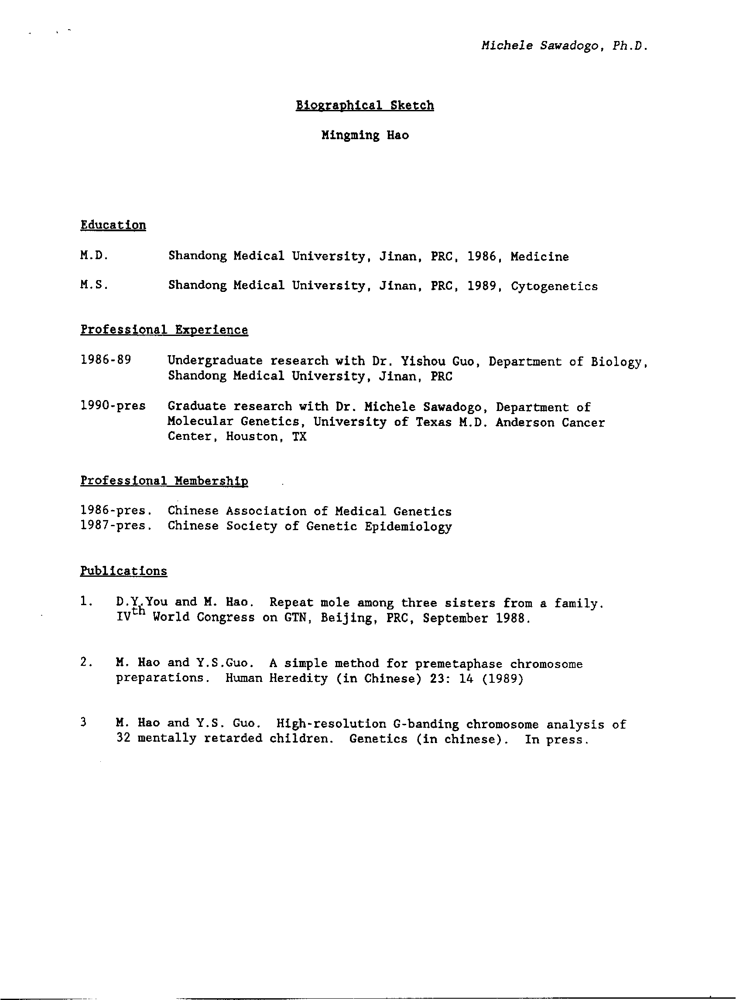 Michele Sawadogo, Ph.D.
Biographical Sketch
Mingming Hao
Education
M.D. Shandong Medical University, Jinan, PRC, 1986, Medicine
M.S. Shandong Medical University, Jinan, PRC, 1989, Cytogenetics
Professional Experience
1986-89 Undergraduate research with Dr. Yishou Guo, Department of Biology,
Shandong Medical University, Jinan, PRC
1990-pres Graduate research with Dr. Michele Sawadogo, Department of
Molecular Genetics, University of Texas M.D. Anderson Cancer
Center, Houston, TX
Professional Membership
1986-pres. Chinese Association of Medical Genetics
1987-pres. Chinese Society of Genetic Epidemiology
Publications
1. D.Y.You and M. Hao. Repeat mole among three sisters from a family.
IVth World Congress on GTN, Beijing, PRC, September 1988.
2. M. Hao and Y.S.Guo. A simple method for premetaphase chromosome
preparations. Human Heredity (in Chinese) 23: 14 (1989)
3 M. Hao and Y.S. Guo. High-resolution G-banding chromosome analysis of
32 mentally retarded children. Genetics (in chinese). In press.